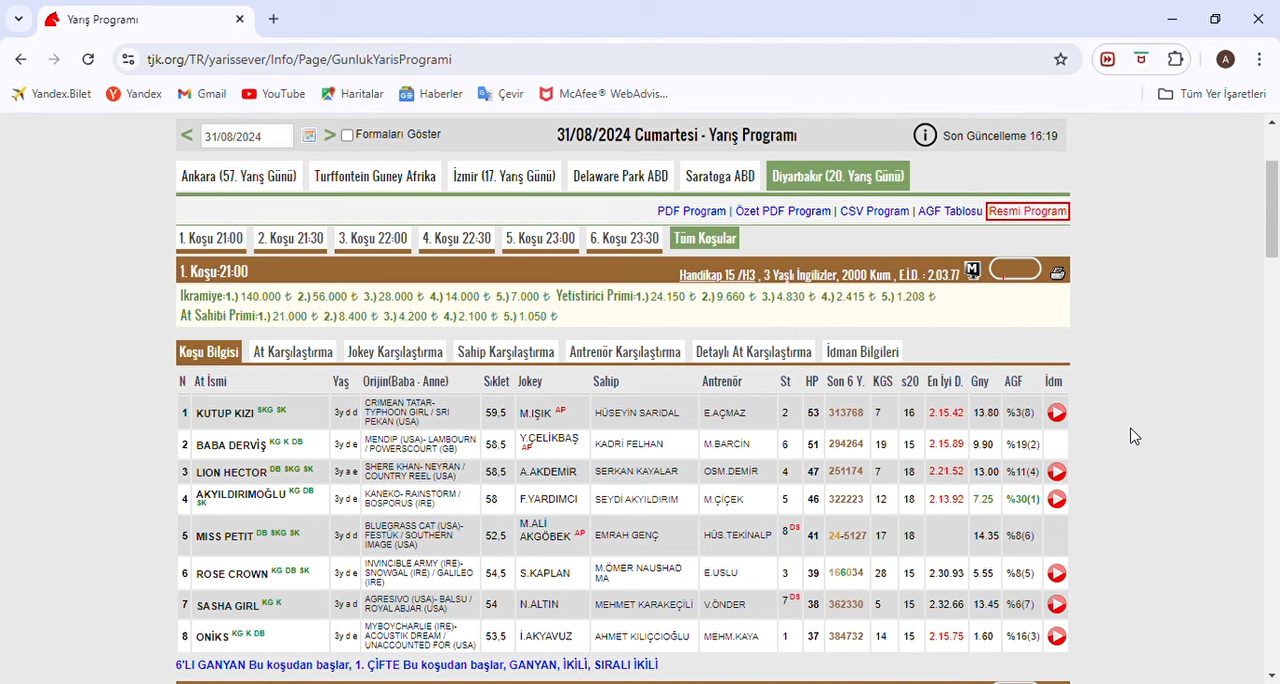 Yarış Programı
tjk.org/TR/yarissever/Info/Page/GunlukYarisProgrami
A
Yandex.Bilet Yandex Gmail YouTube Haritalar Haberler Çevir McAfee® WebAdvis... Tüm Yer İşaretleri
31/08/2024 Formaları Göster 31/08/2024 Cumartesi - Yarış Programı Son Güncelleme 16:19
Ankara (57. Yarış Günü) Turffontein Guney Afrika İzmir (17. Yarış Günü) Delaware Park ABD Saratoga ABD Diyarbakır (20. Yarış Günü)
PDF Program | Özet PDF Program | CSV Program | AGF Tablosu Resmi Program
1. Koşu 21:00 2. Koşu 21:30 3. Koşu 22:00 4. Koşu 22:30 5. Koşu 23:00 6. Koşu 23:30 Tüm Koşular
1. Koşu:21:00 Handikap 15 /H3 , 3 Yaşlı İngilizler, 2000 Kum , E.İ.D. : 2.03.77 M
Ikramiye:1.) 140.000 ₺ 2.) 56.000 ₺ 3.) 28.000 ₺ 4.) 14.000 ₺ 5.) 7.000 ₺ Yetistirici Primi:1.) 24.150 ₺ 2.) 9.660 ₺ 3.) 4.830 ₺ 4.) 2.415 ₺ 5.) 1.208 ₺
At Sahibi Primi:1.) 21.000 ₺ 2.) 8.400 ₺ 3.) 4.200 ₺ 4.) 2.100 ₺ 5.) 1.050 ₺
Koşu Bilgisi At Karşılaştırma Jokey Karşılaştırma Sahip Karşılaştırma Antrenör Karşılaştırma Detaylı At Karşılaştırma İdman Bilgileri
N At İsmi Yaş Orijin(Baba - Anne) Sıklet Jokey Sahip Antrenör St HP Son 6 Y. KGS s20 En İyi D. Gny AGF İdm
1 KUTUP KIZI SKG SK 3y d d CRIMEAN TATAR- TYPHOON GIRL / SRI PEKAN (USA) 59,5 M.IŞIK AP HÜSEYİN SARIDAL E.AÇMAZ 2 53 313768 7 16 2.15.42 13.80 %3(8)
2 BABA DERVİŞ KG K DB 3y d e MENDIP (USA)- LAMBOURN / POWERSCOURT (GB) 58,5 Y.ÇELİKBAŞ AP KADRİ FELHAN M.BARCİN 6 51 294264 19 15 2.15.89 9.90 %19(2)
3 LION HECTOR DB SKG SK 3y a e SHERE KHAN- NEYRAN / COUNTRY REEL (USA) 58,5 A.AKDEMİR SERKAN KAYALAR OSM.DEMİR 4 47 251174 7 18 2.21.52 13.00 %11(4)
4 AKYILDIRIMOĞLU KG DB SK 3y d e KANEKO- RAINSTORM / BOSPORUS (IRE) 58 F.YARDIMCI SEYDİ AKYILDIRIM M.ÇİÇEK 5 46 322223 12 18 2.13.92 7.25 %30(1)
5 MISS PETIT DB SKG SK 3y d d BLUEGRASS CAT (USA)- FESTÜK / SOUTHERN IMAGE (USA) 52,5 M.ALİ AKGÖBEK AP EMRAH GENÇ HÜS.TEKİNALP 8 DS 41 24-5127 17 18 14.35 %8(6)
6 ROSE CROWN KG DB SK 3y d e INVINCIBLE ARMY (IRE)- SNOWGAL (IRE) / GALILEO (IRE) 54,5 S.KAPLAN M.ÖMER NAUSHAD MA E.USLU 3 39 166034 28 15 2.30.93 5.55 %8(5)
7 SASHA GIRL KG K 3y a d AGRESIVO (USA)- BALSU / ROYALABJAR (USA) 54 N.ALTIN MEHMET KARAKEÇİLİ V.ÖNDER 7 DS 38 362330 5 15 2.32.66 13.45 %6(7)
8 ONİKS KG K DB 3y d e MYBOYCHARLIE (IRE)- ACOUSTIK DREAM / UNACCOUNTED FOR (USA) 53,5 İ.AKYAVUZ AHMET KILIÇCIOĞLU MEHM.KAYA 1 37 384732 14 15 2.15.75 1.60 %16(3)
6'LI GANYAN Bu koşudan başlar, 1. ÇİFTE Bu koşudan başlar, GANYAN, İKİLİ, SIRALI İKİLİ